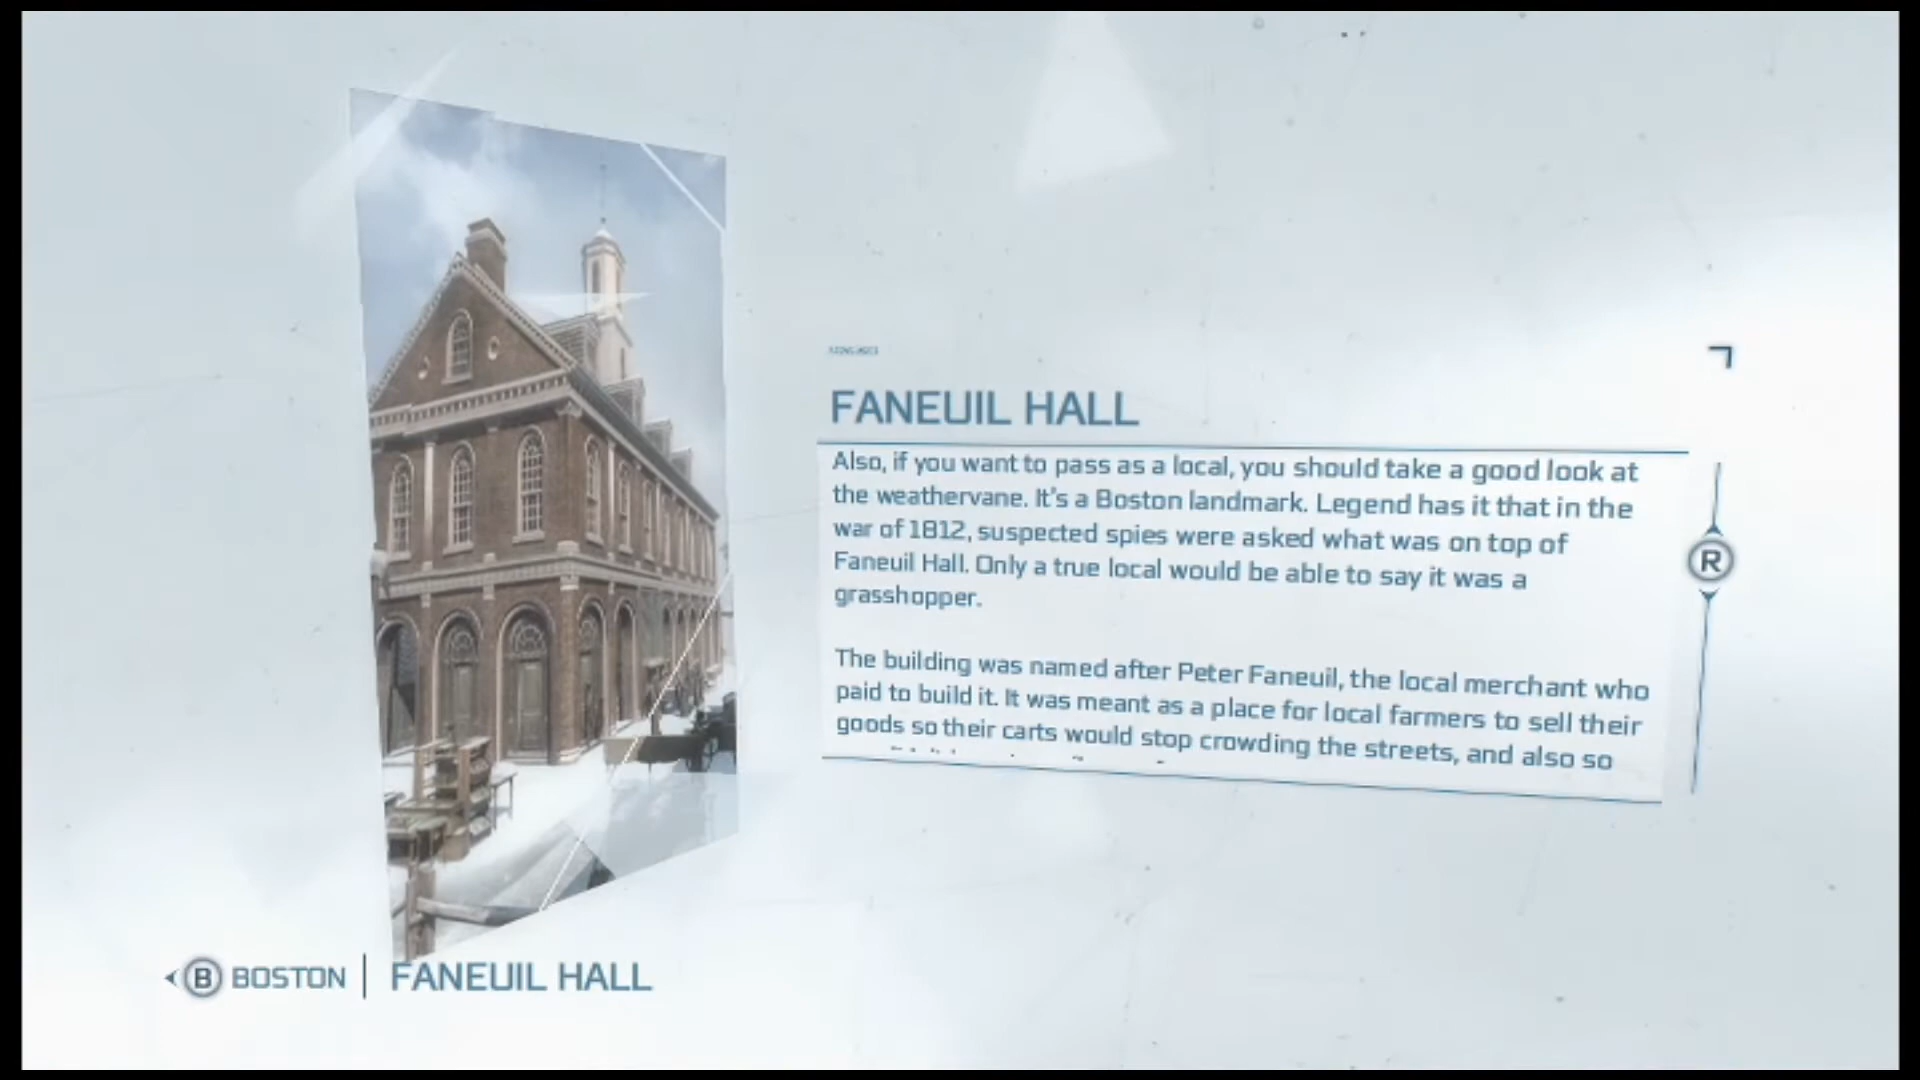 FANEUIL HALL
Also, if you want to pass as a local, you should take a good look at
the weathervane. It's a Boston landmark. Legend has it that in the
war of 1812, suspected spies were asked what was on top of
Faneuil Hall. Only a true local would be able to say it was a
grasshopper.
The building was named after Peter Faneuil, the local merchant who
paid to build it. It was meant as a place for local farmers to sell their
goods so their carts would stop crowding the streets, and also so
R
B BOSTON | FANEUIL HALL